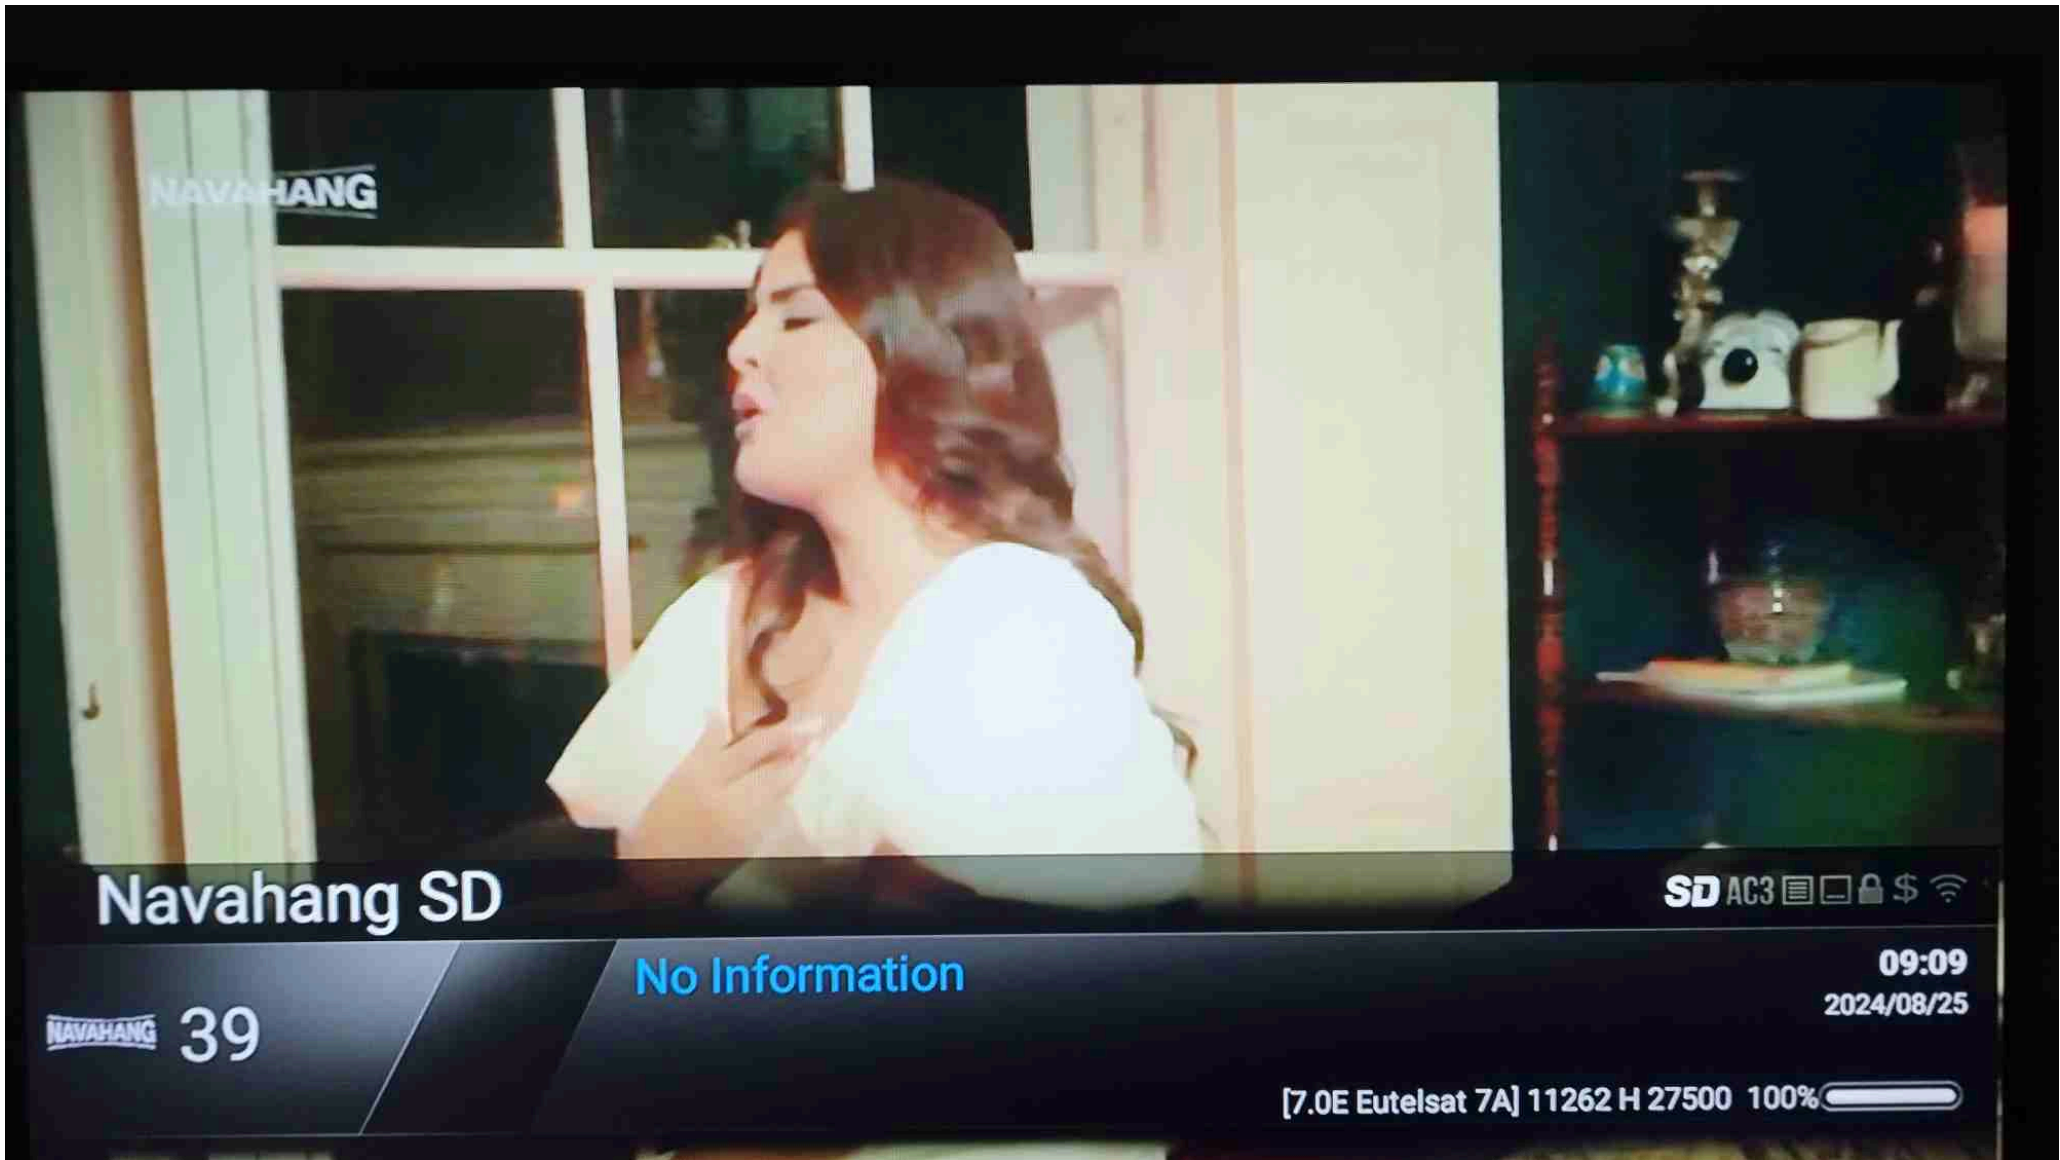 NAVAHANG
Navahang SD
SD AC3 $
No Information
09:09
2024/08/25
NAVAHANG 39
[7.0E Eutelsat 7A] 11262 H 27500 100%